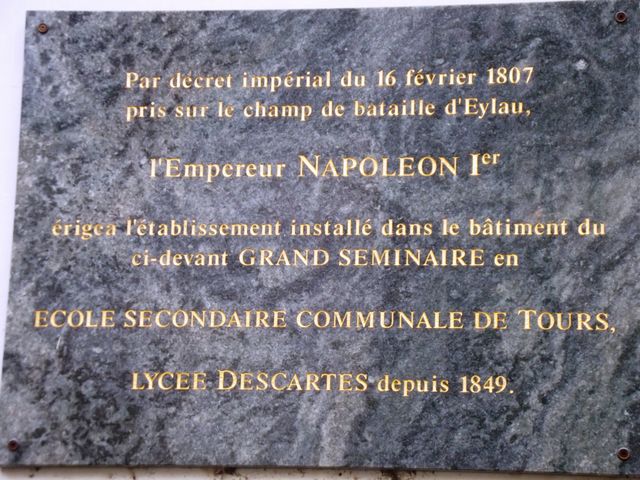 Par décret impérial du 16 février 1807
pris sur le champ de bataille d'Eylau,
l'Empereur NAPOLEON Ier
érigea l'établissement installé dans le bâtiment du
ci-devant GRAND SEMINAIRE en
ECOLE SECONDAIRE COMMUNALE DE TOURS,
LYCEE DESCARTES depuis 1849.